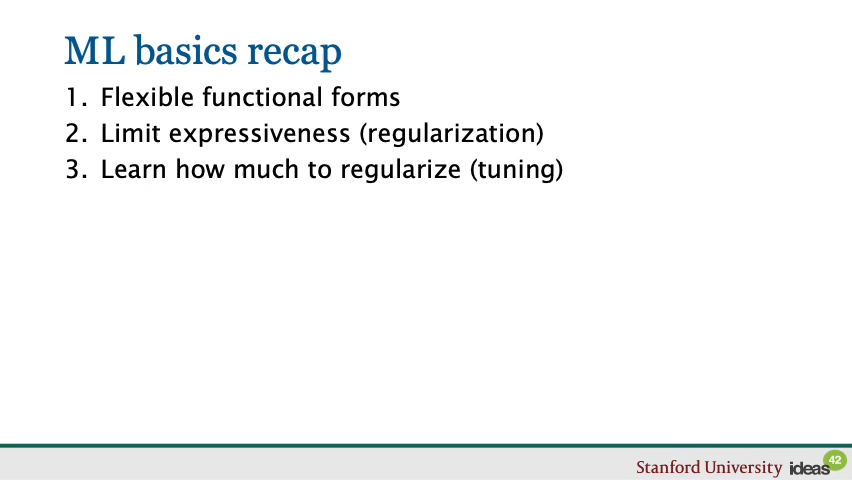 ML basics recap
1. Flexible functional forms
2. Limit expressiveness (regularization)
3. Learn how much to regularize (tuning)
Stanford University ideas 42